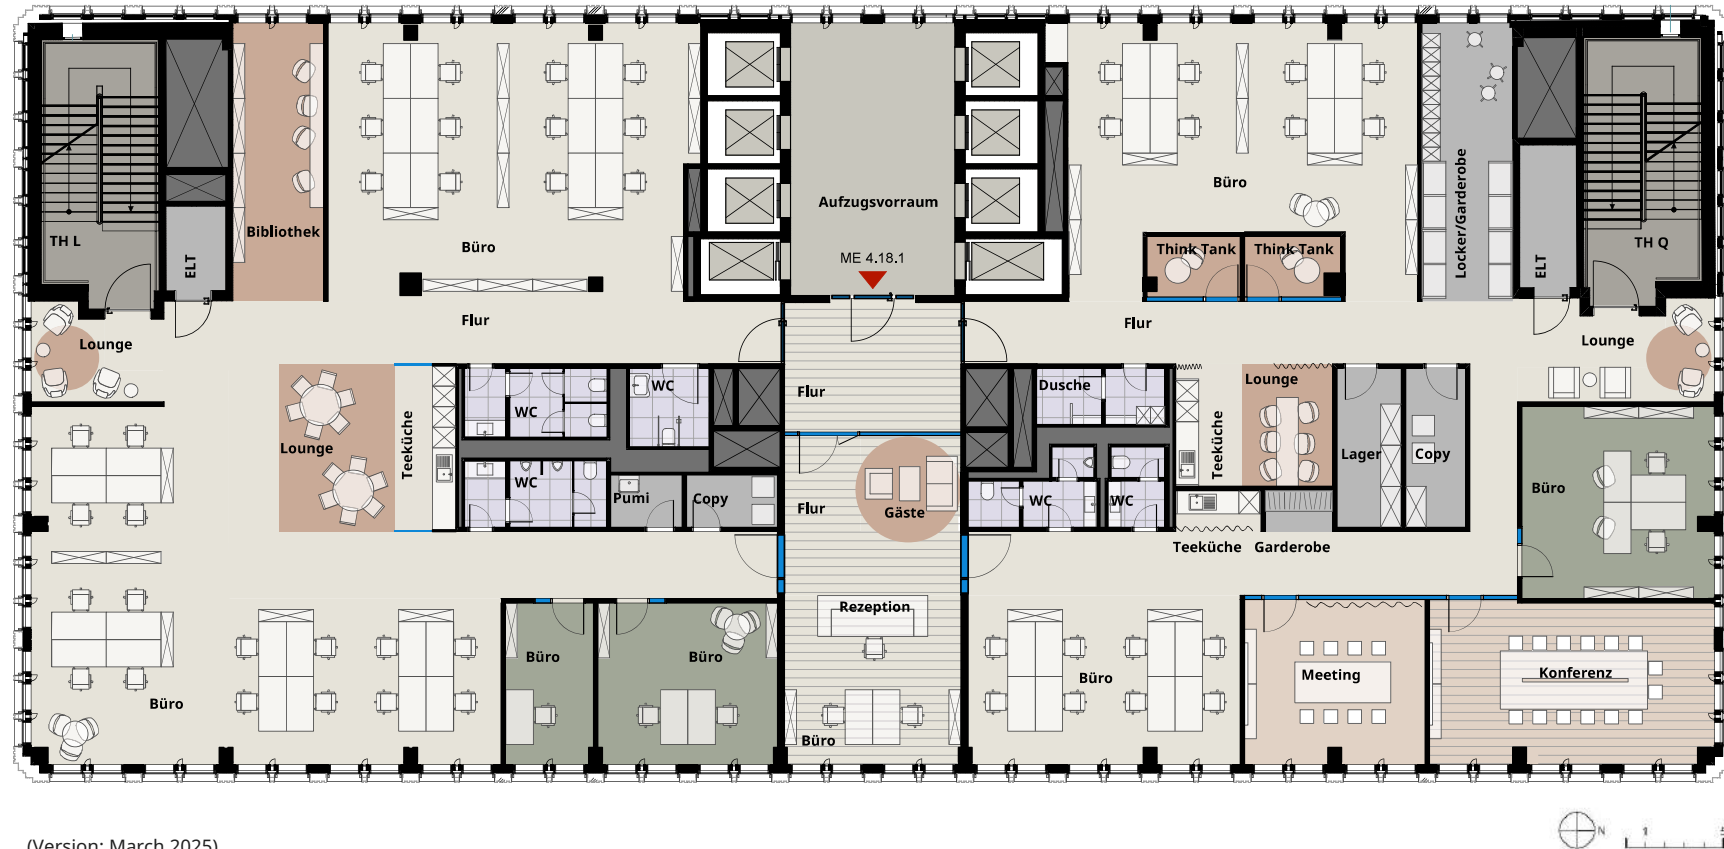 Aufzugsvorraum
ME 4.18.1
TH L
ELT
Bibliothek
Büro
Flur
Büro
Think Tank
Think Tank
Locker/Garderobe
ELT
TH Q
Flur
Lounge
Lounge
Lounge
Teeküche
WC
WC
WC
Pumi
Copy
Flur
Flur
Gäste
Dusche
WC
WC
Teeküche
Lounge
Lager
Copy
Teeküche
Garderobe
Büro
Büro
Büro
Büro
Rezeption
Büro
Büro
Meeting
Konferenz
N
(Version: March 2025)